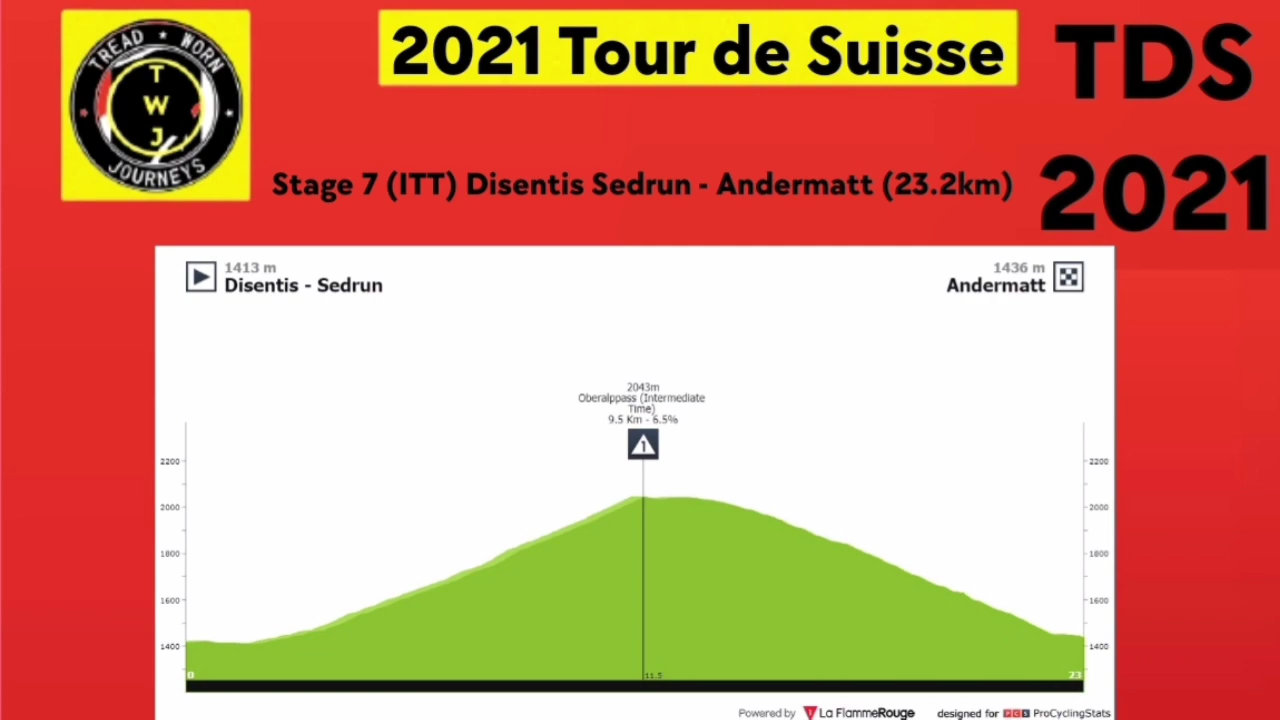 TREAD ★ WORN
T
W
J
JOURNEYS
2021 Tour de Suisse
TDS
2021
Stage 7 (ITT) Disentis Sedrun - Andermatt (23.2km)
1413 m
Disentis - Sedrun
1436 m
Andermatt
2043m
Oberalppass (Intermediate
Time)
9.5 Km - 6.5%
1
2200
2000
1800
1600
1400
2200
2000
1800
1600
1400
0
11.5
23
Powered by La FlammeRouge
designed for PCS ProCyclingStats